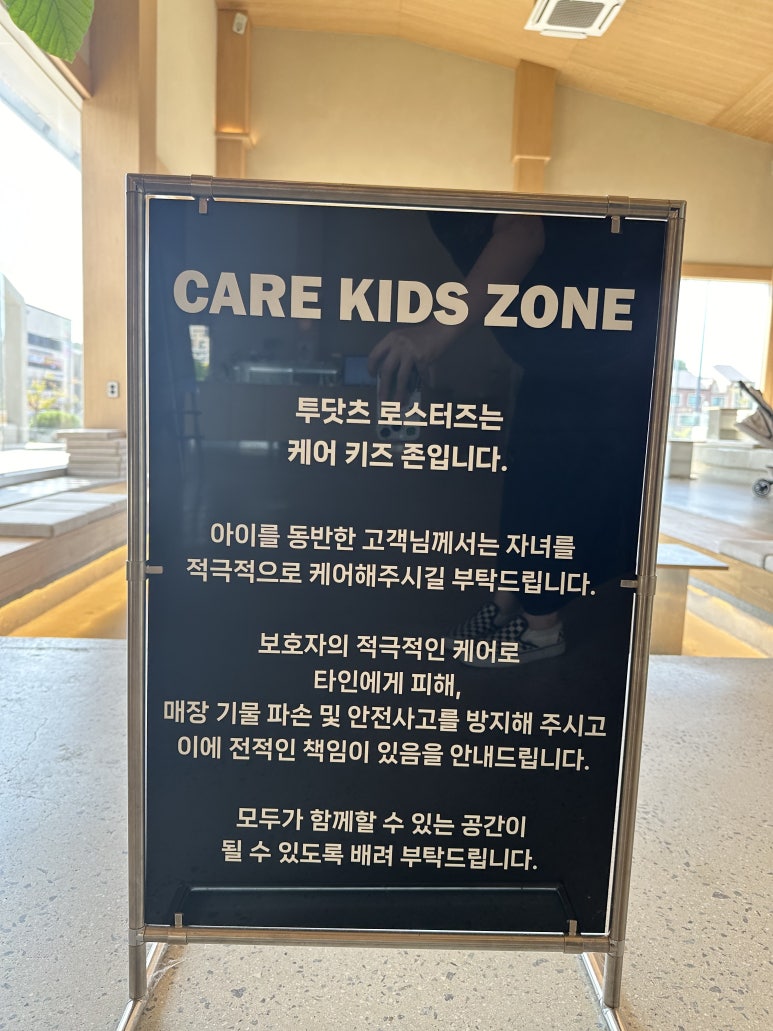 CARE KIDS ZONE
투닷츠 로스터즈는
케어 키즈 존입니다.
아이를 동반한 고객님께서는 자녀를
적극적으로 케어해주시길 부탁드립니다.
보호자의 적극적인 케어로
타인에게 피해,
매장 기물 파손 및 안전사고를 방지해 주시고
이에 전적인 책임이 있음을 안내드립니다.
모두가 함께할 수 있는 공간이
될 수 있도록 배려 부탁드립니다.